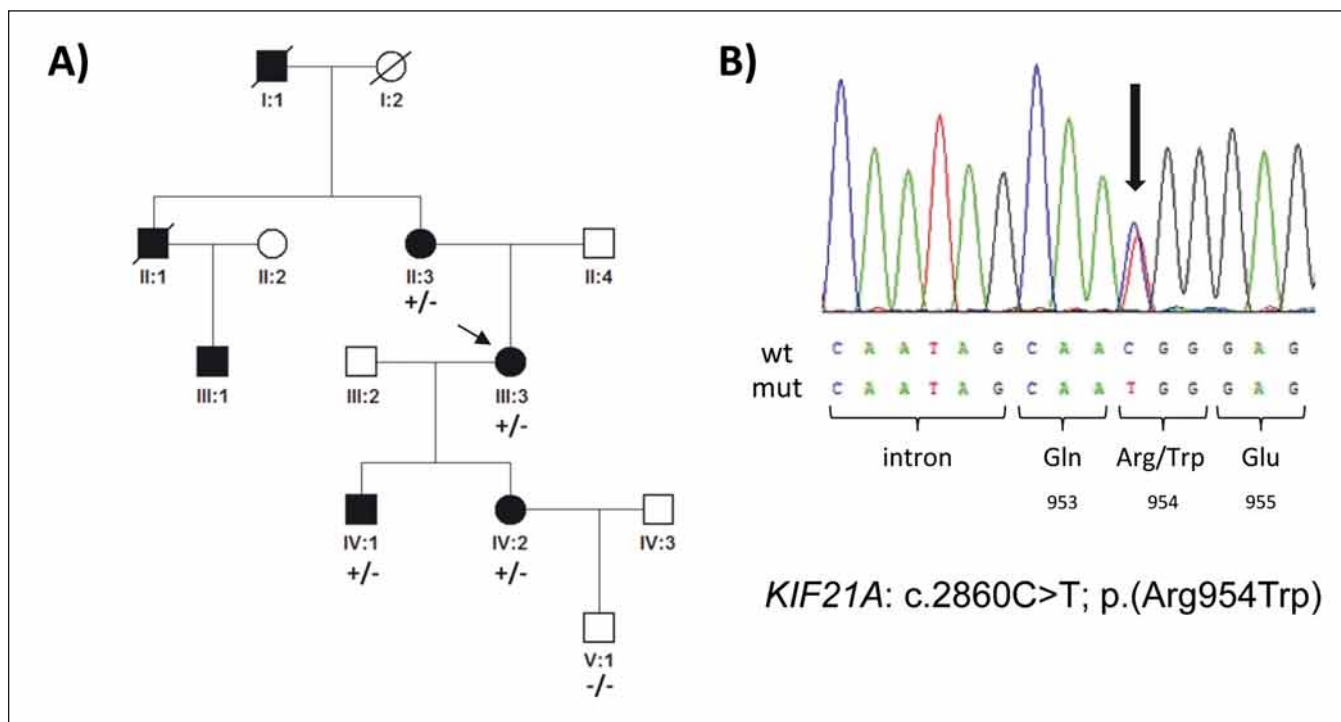 A)
I:1 I:2
II:1 II:2 II:3 II:4
+/-
III:1 III:2 III:3
+/-
IV:1 IV:2 IV:3
+/- +/-
V:1
-/-
B)
wt C A A T A G C A A C G G G A G
mut C A A T A G C A A T G G G A G
intron Gln Arg/Trp Glu
953 954 955
KIF21A: c.2860C>T; p.(Arg954Trp)